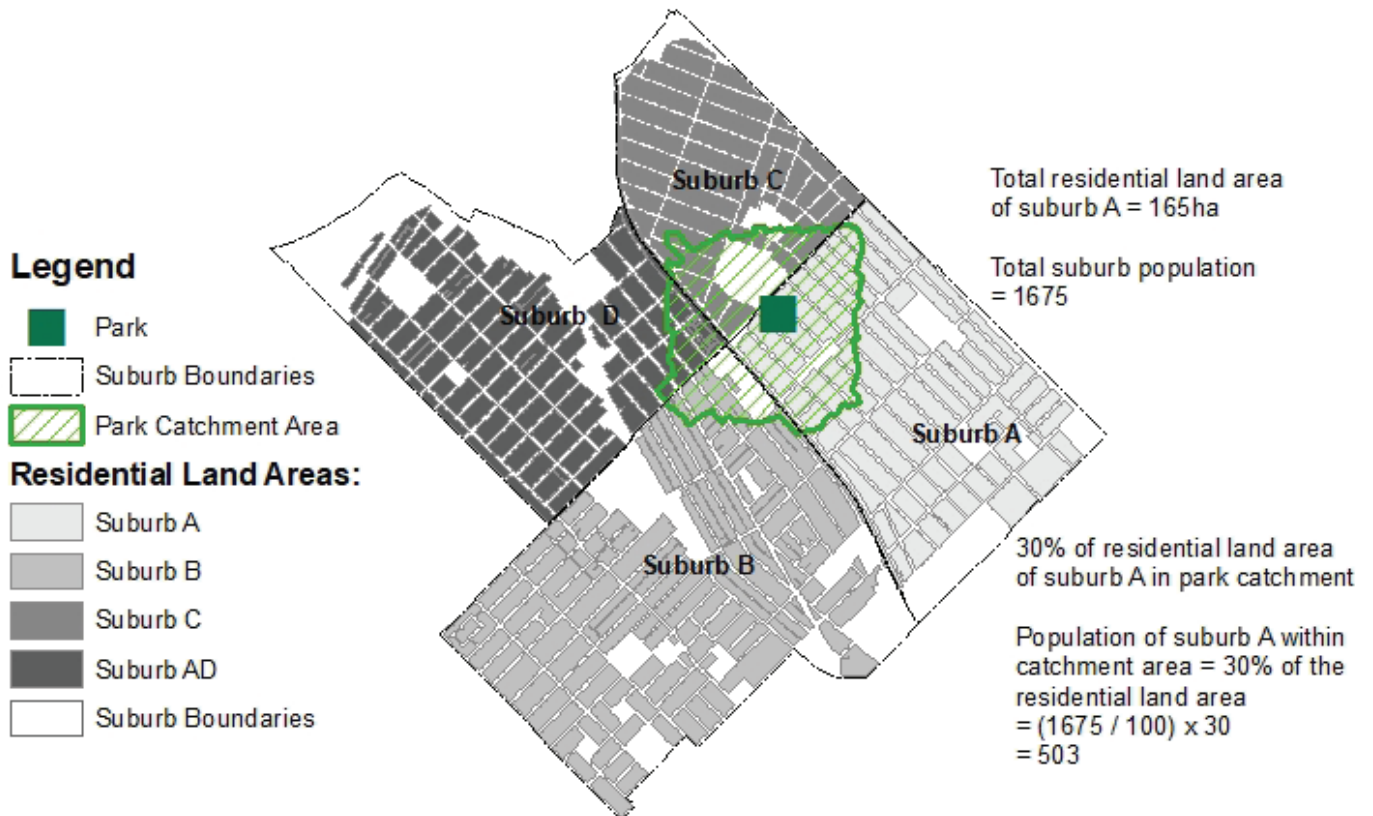 Suburb C
Total residential land area
of suburb A = 165ha
Total suburb population
= 1675
Legend
Park
Suburb Boundaries
Park Catchment Area
Residential Land Areas:
Suburb A
Suburb B
Suburb C
Suburb AD
Suburb Boundaries
Suburb D
Suburb A
Suburb B
30% of residential land area
of suburb A in park catchment
Population of suburb A within
catchment area = 30% of the
residential land area
= (1675 / 100) x 30
= 503